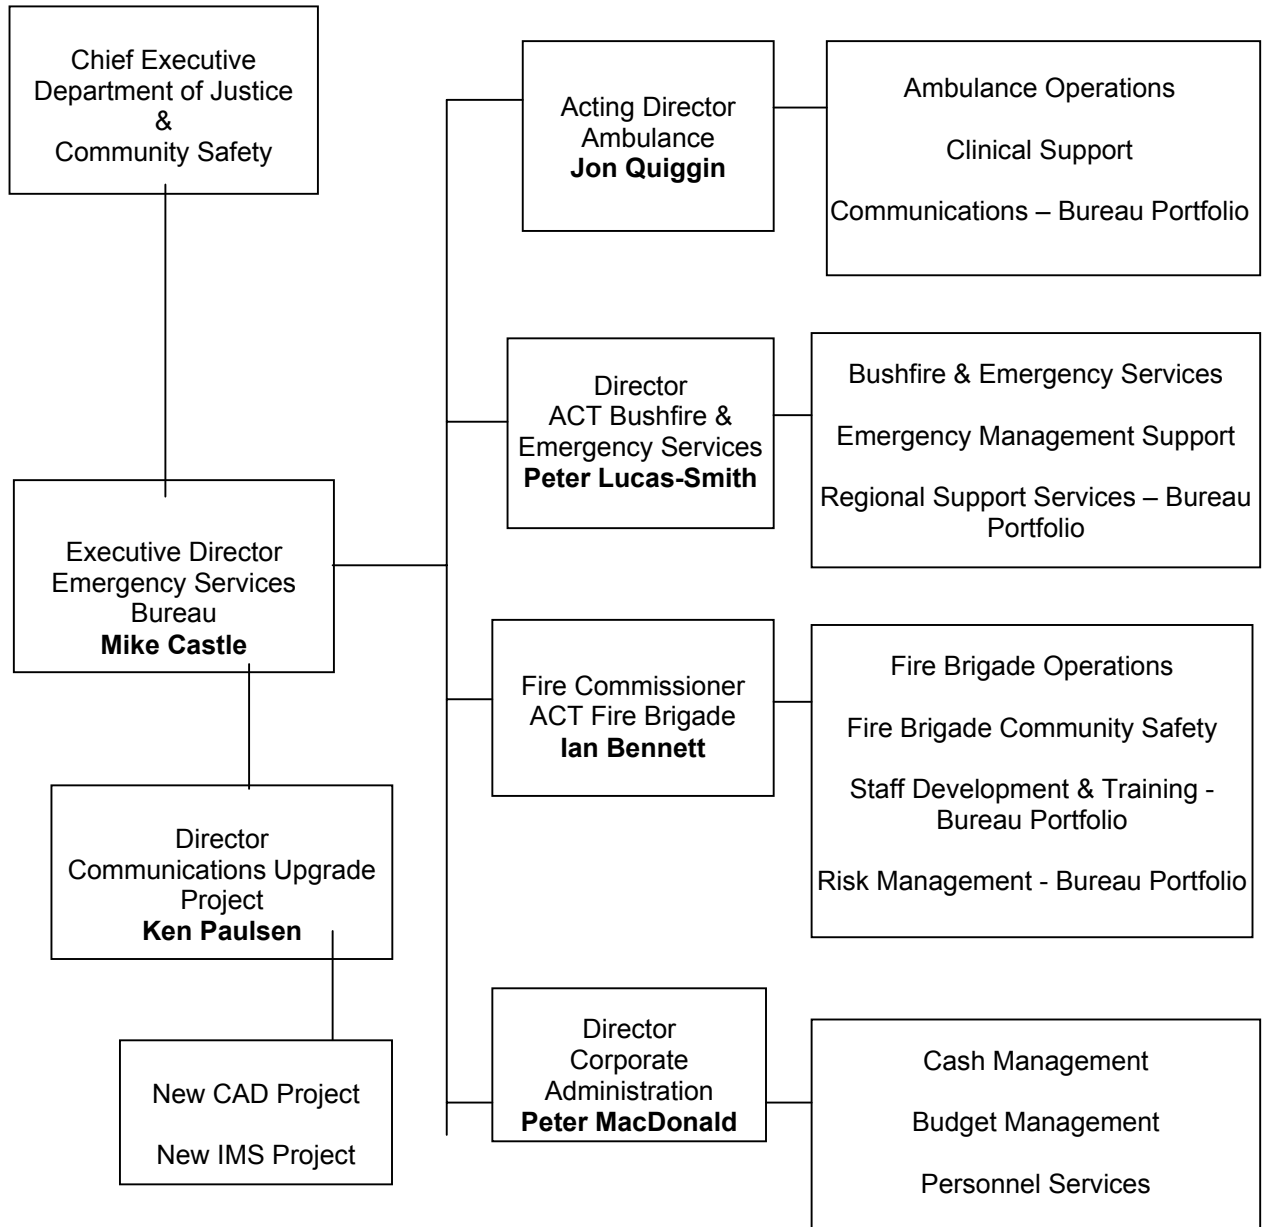 Chief Executive
Department of Justice
&
Community Safety
Executive Director
Emergency Services
Bureau
Mike Castle
Director
Communications Upgrade
Project
Ken Paulsen
New CAD Project
New IMS Project
Acting Director
Ambulance
Jon Quiggin
Ambulance Operations
Clinical Support
Communications – Bureau Portfolio
Director
ACT Bushfire &
Emergency Services
Peter Lucas-Smith
Bushfire & Emergency Services
Emergency Management Support
Regional Support Services – Bureau
Portfolio
Fire Commissioner
ACT Fire Brigade
Ian Bennett
Fire Brigade Operations
Fire Brigade Community Safety
Staff Development & Training -
Bureau Portfolio
Risk Management - Bureau Portfolio
Director
Corporate
Administration
Peter MacDonald
Cash Management
Budget Management
Personnel Services